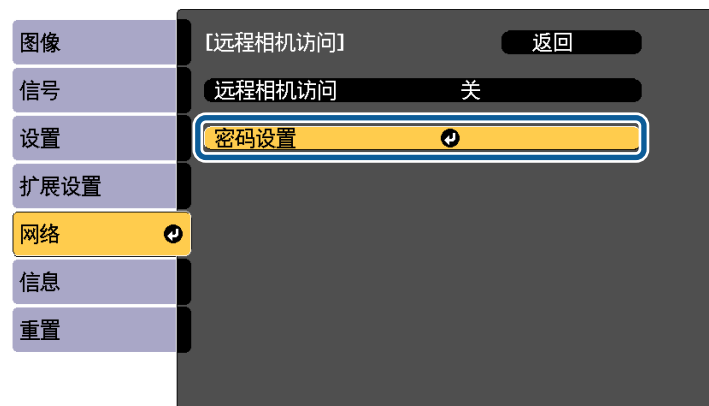 图像
信号
设置
扩展设置
网络
信息
重置
[远程相机访问] 返回
远程相机访问 关
密码设置